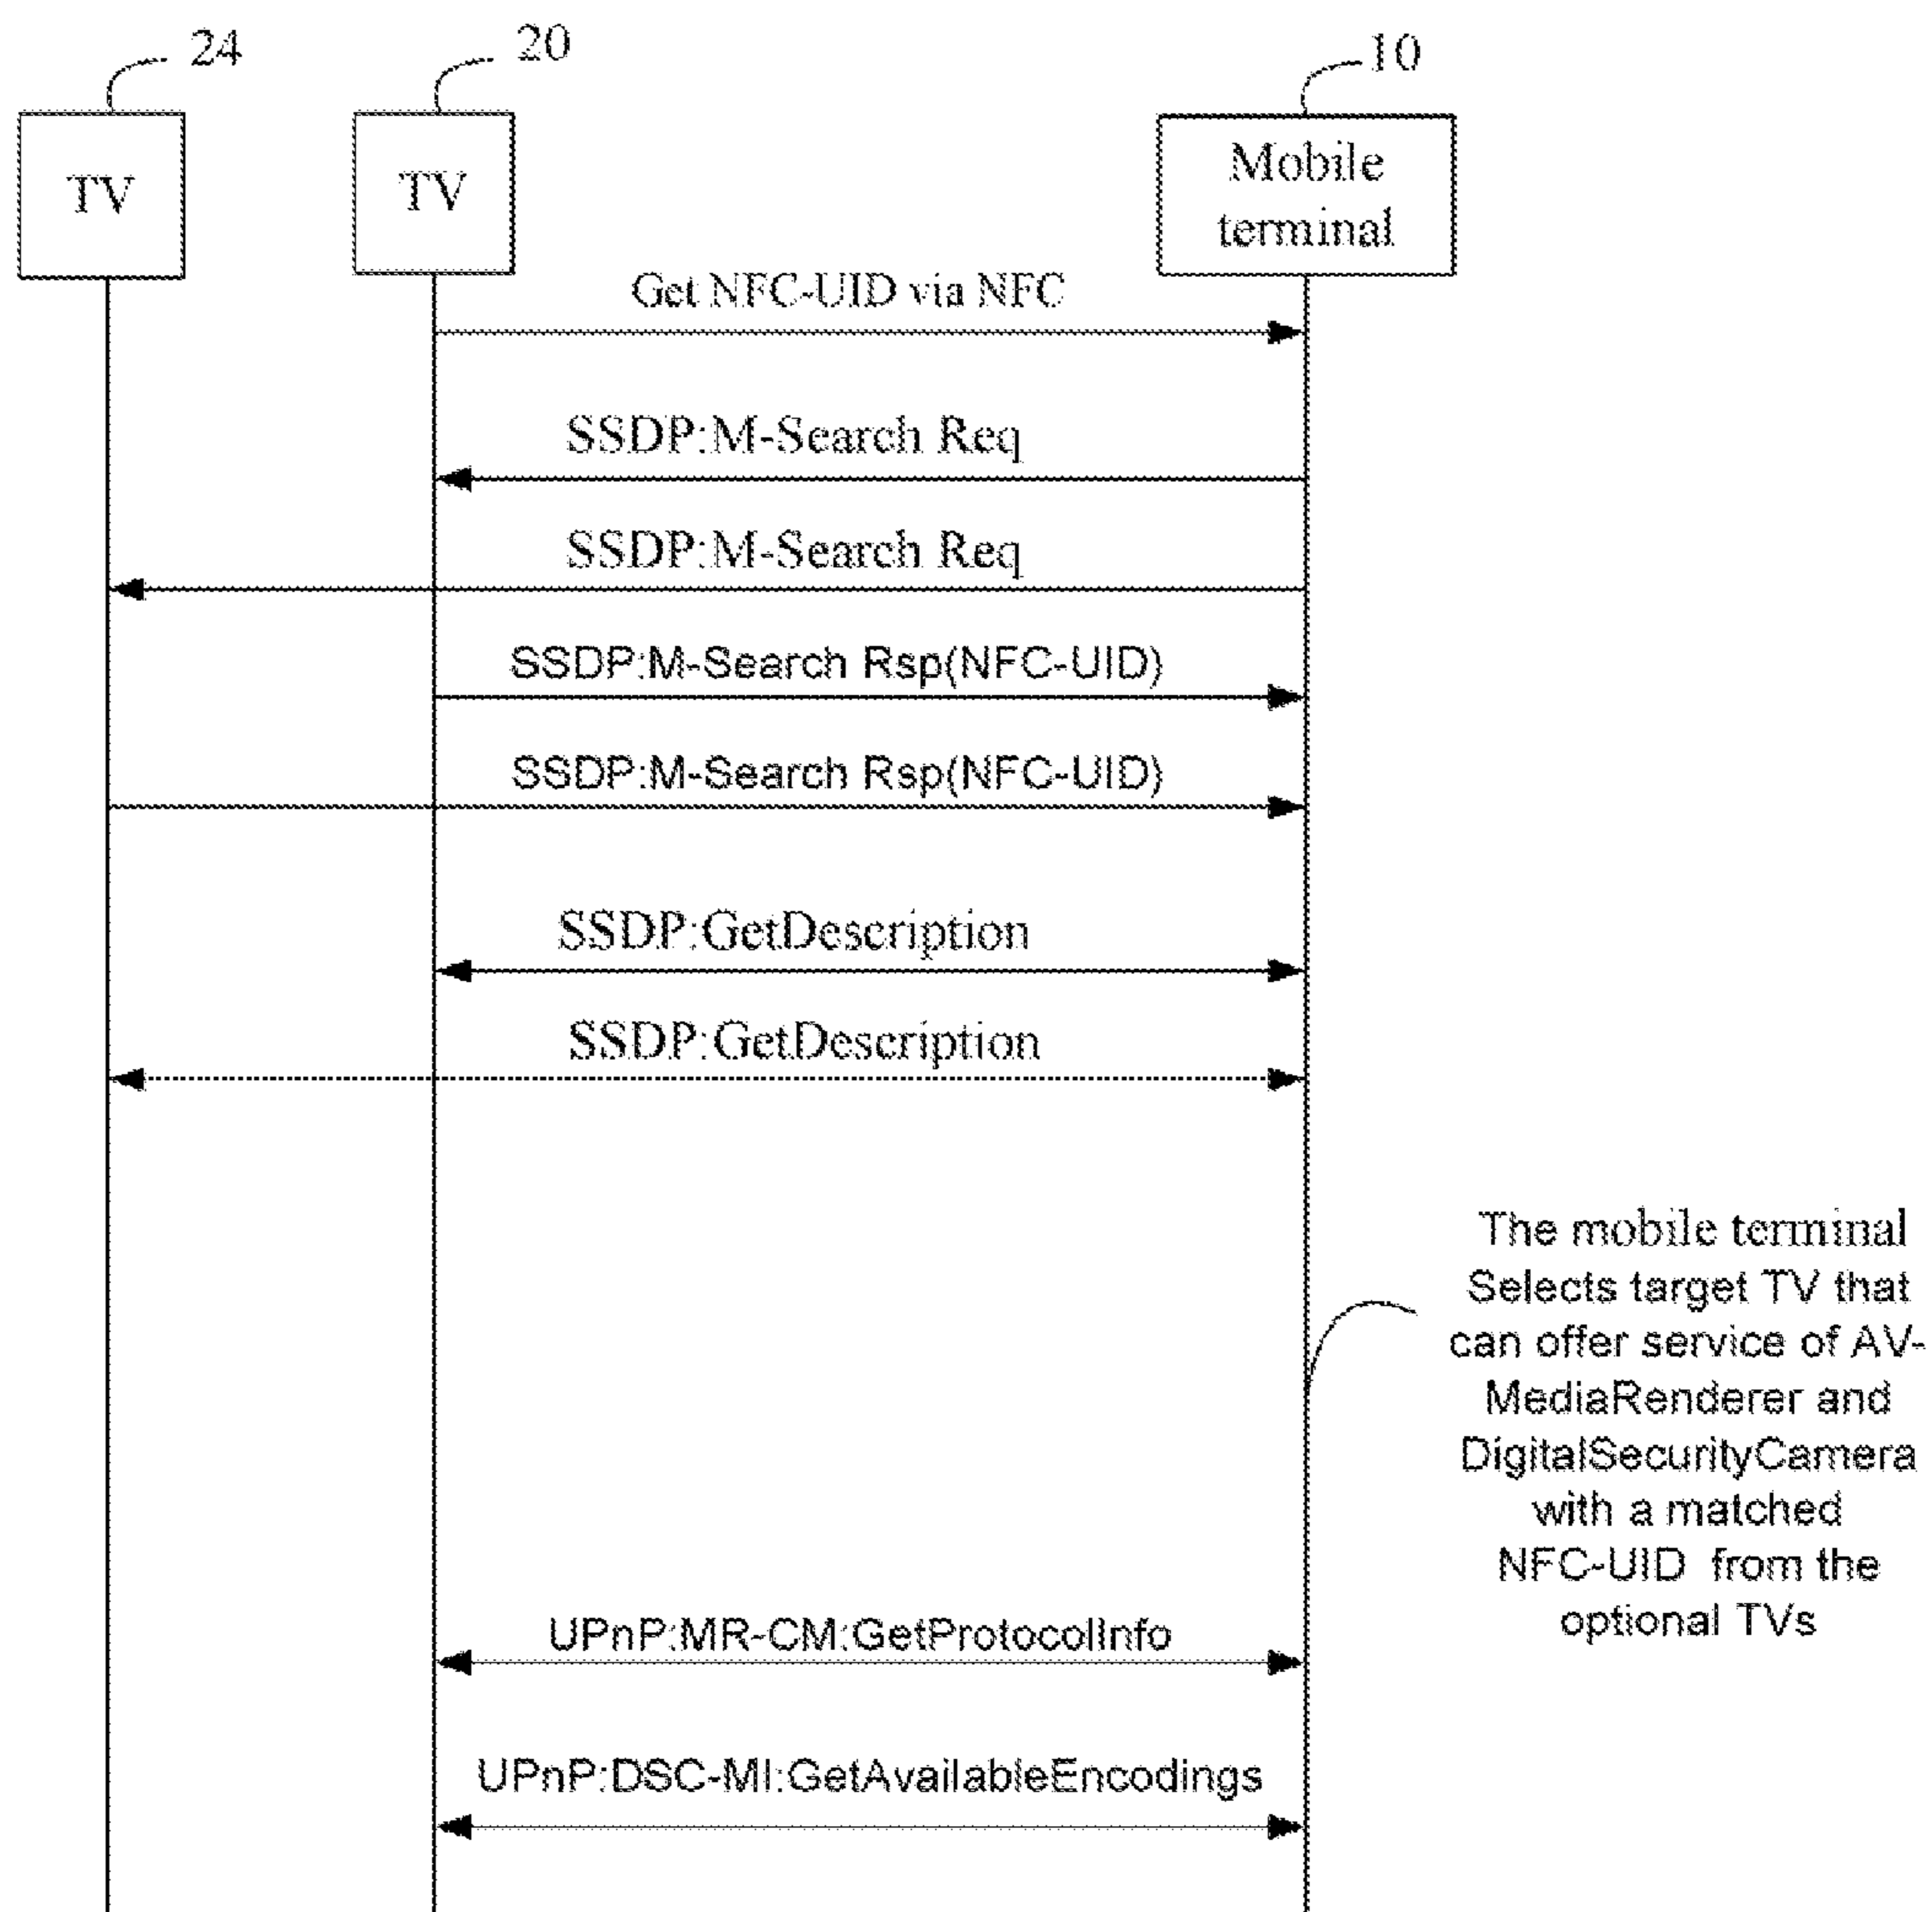 24
20
10
TV
TV
Mobile
terminal
Get NFC-UID via NFC
SSDP:M-Search Req
SSDP:M-Search Req
SSDP:M-Search Rsp(NFC-UID)
SSDP:M-Search Rsp(NFC-UID)
SSDP:GetDescription
SSDP:GetDescription
The mobile terminal
Selects target TV that
can offer service of AV-
MediaRenderer and
DigitalSecurityCamera
with a matched
NFC-UID from the
optional TVs
UPnP:MR-CM:GetProtocolInfo
UPnP:DSC-MI:GetAvailableEncodings